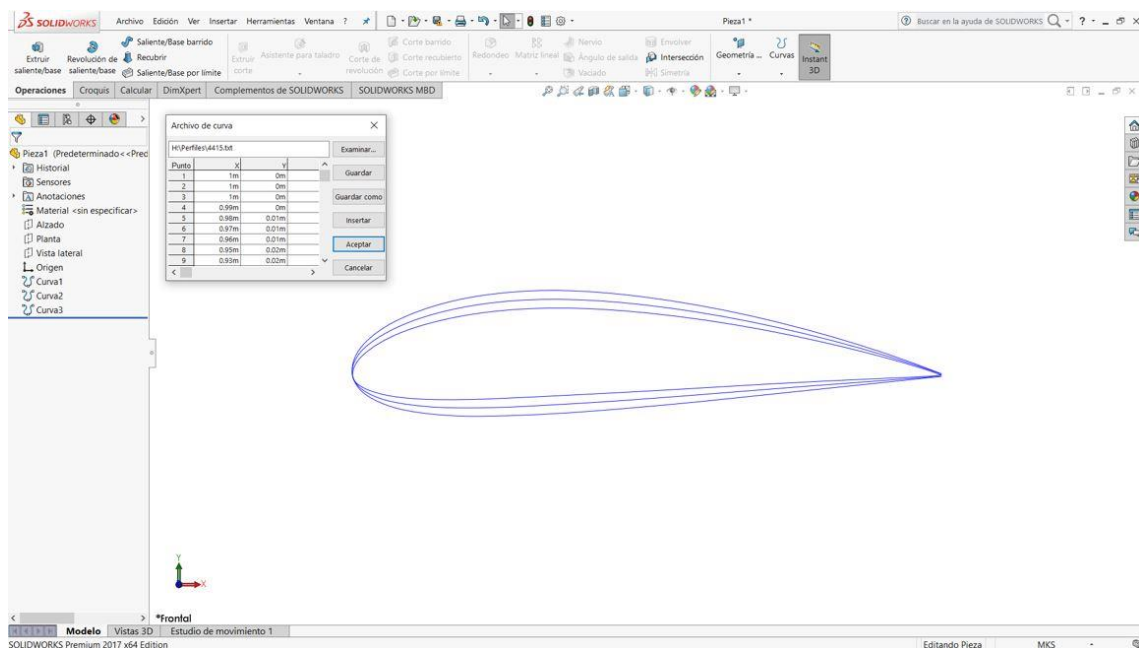 SOLIDWORKS Archivo Edición Ver Insertar Herramientas Ventana ? Pieza1 * Buscar en la ayuda de SOLIDWORKS
Extruir saliente/base
Revolución de saliente/base
Saliente/Base barrido
Recubrir
Saliente/Base por límite
Extruir corte
Asistente para taladro
Corte de revolución
Corte barrido
Corte recubierto
Corte por límite
Redondeo
Matriz lineal
Nervio
Ángulo de salida
Vaciado
Envolver
Intersección
Simetría
Geometría ...
Curvas
Instant 3D
Operaciones Croquis Calcular DimXpert Complementos de SOLIDWORKS SOLIDWORKS MBD
Pieza1 (Predeterminado<<Pred
Historial
Sensores
Anotaciones
Material <sin especificar>
Alzado
Planta
Vista lateral
Origen
Curva1
Curva2
Curva3
Archivo de curva
H:\Perfiles\4415.txt Examinar...
Punto X Y
1 1m 0m
2 1m 0m
3 1m 0m
4 0.99m 0m
5 0.98m 0.01m
6 0.97m 0.01m
7 0.96m 0.01m
8 0.95m 0.02m
9 0.93m 0.02m
Guardar
Guardar como
Insertar
Aceptar
Cancelar
Y
X
*Frontal
Modelo Vistas 3D Estudio de movimiento 1
SOLIDWORKS Premium 2017 x64 Edition Editando Pieza MKS